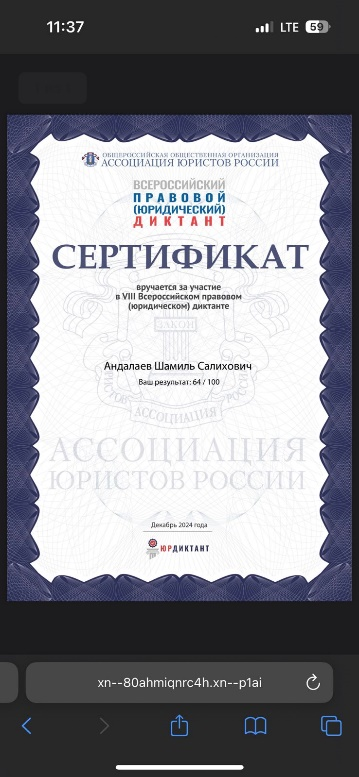 11:37
LTE 59
ОБЩЕРОССИЙСКАЯ ОБЩЕСТВЕННАЯ ОРГАНИЗАЦИЯ
АССОЦИАЦИЯ ЮРИСТОВ РОССИИ
ВСЕРОССИЙСКИЙ
ПРАВОВОЙ
(ЮРИДИЧЕСКИЙ)
ДИКТАНТ
СЕРТИФИКАТ
вручается за участие
в VIII Всероссийском правовом
(юридическом) диктанте
ЗАКОН
Андалаев Шамиль Салихович
Ваш результат: 64 / 100
АССОЦИАЦИЯ
АССОЦИАЦИЯ
ЮРИСТОВ РОССИИ
Декабрь 2024 года
ЮРДИКТАНТ
xn--80ahmiqnrc4h.xn--p1ai